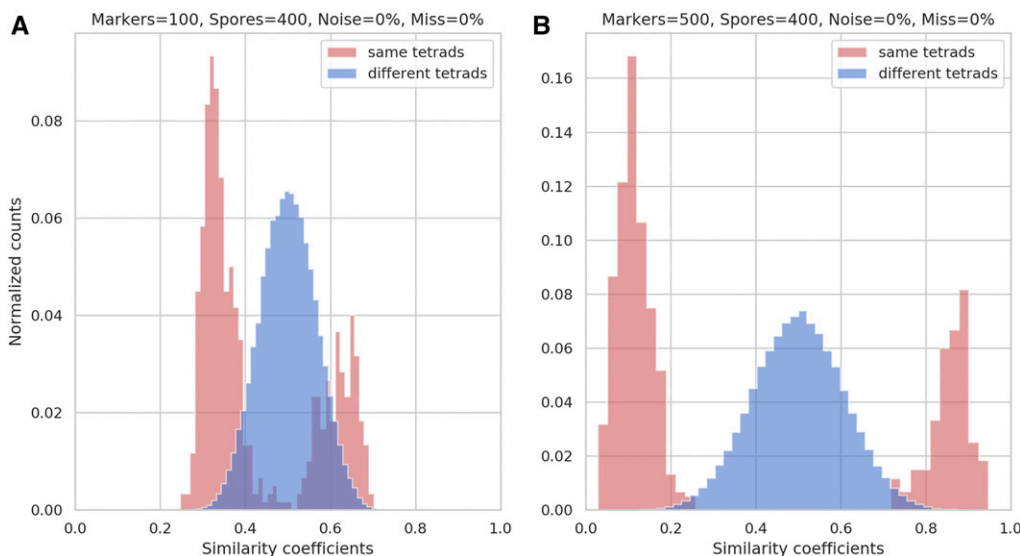 A
Markers=100, Spores=400, Noise=0%, Miss=0%
same tetrads
different tetrads
Normalized counts
0.08
0.06
0.04
0.02
0.00
0.0 0.2 0.4 0.6 0.8 1.0
Similarity coefficients
B
Markers=500, Spores=400, Noise=0%, Miss=0%
same tetrads
different tetrads
0.16
0.14
0.12
0.10
0.08
0.06
0.04
0.02
0.00
0.0 0.2 0.4 0.6 0.8 1.0
Similarity coefficients